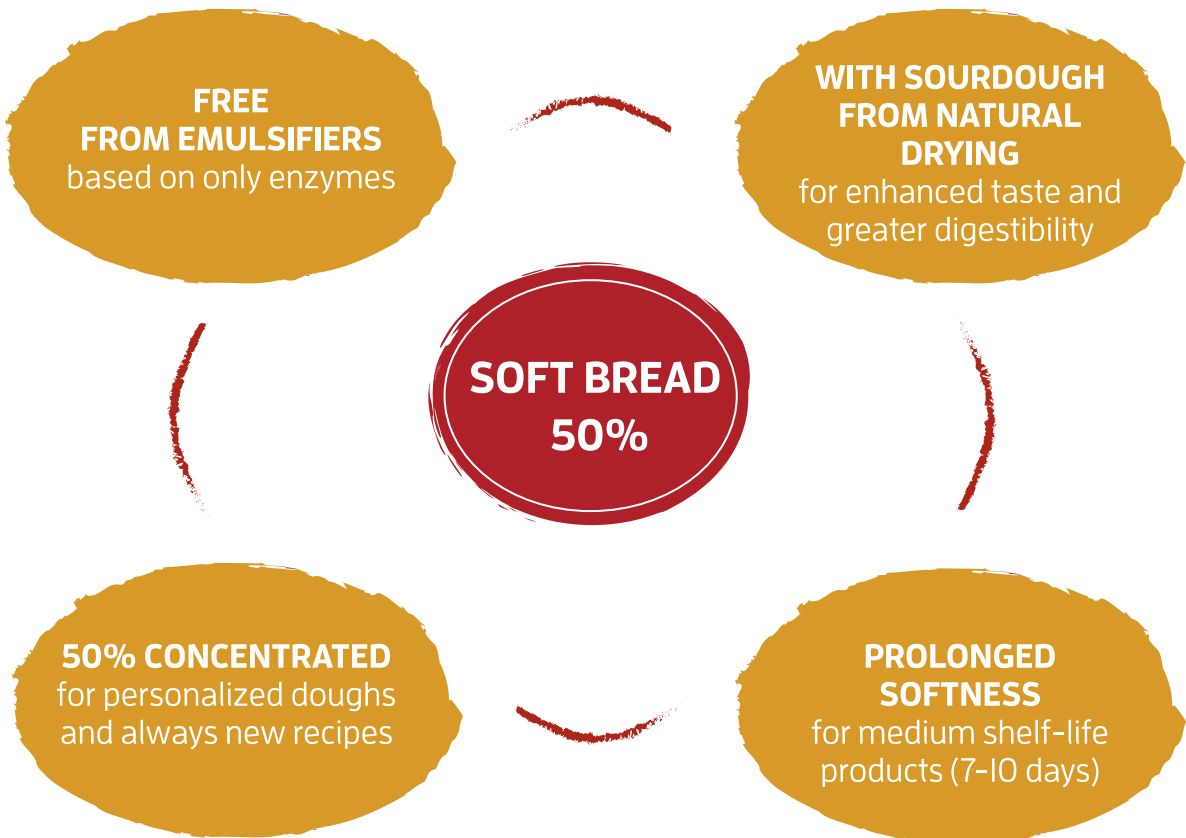 FREE
FROM EMULSIFIERS
based on only enzymes
WITH SOURDOUGH
FROM NATURAL
DRYING
for enhanced taste and
greater digestibility
SOFT BREAD
50%
50% CONCENTRATED
for personalized doughs
and always new recipes
PROLONGED
SOFTNESS
for medium shelf-life
products (7-10 days)